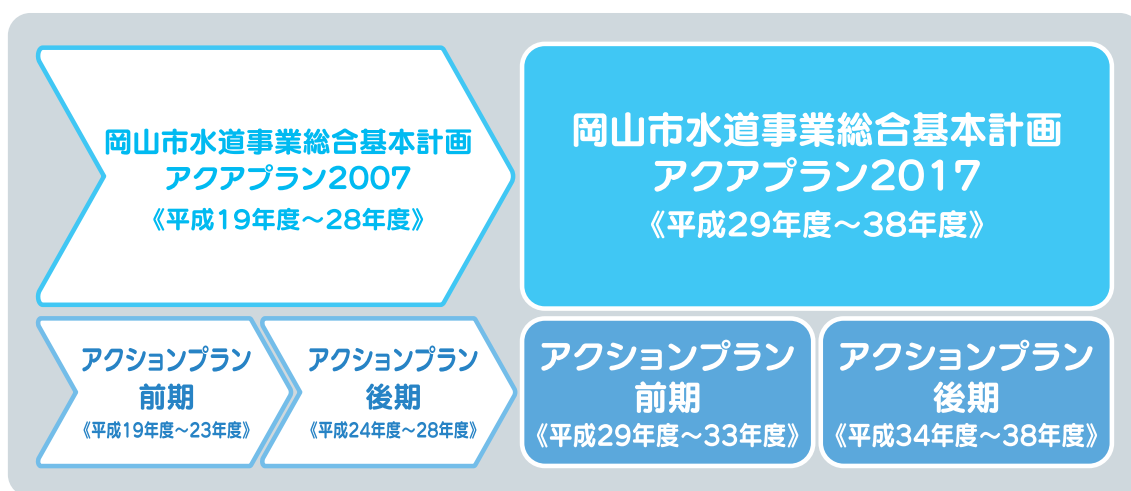 岡山市水道事業総合基本計画
アクアプラン2007
《平成19年度～28年度》
岡山市水道事業総合基本計画
アクアプラン2017
《平成29年度～38年度》
アクションプラン
前期
《平成19年度～23年度》
アクションプラン
後期
《平成24年度～28年度》
アクションプラン
前期
《平成29年度～33年度》
アクションプラン
後期
《平成34年度～38年度》